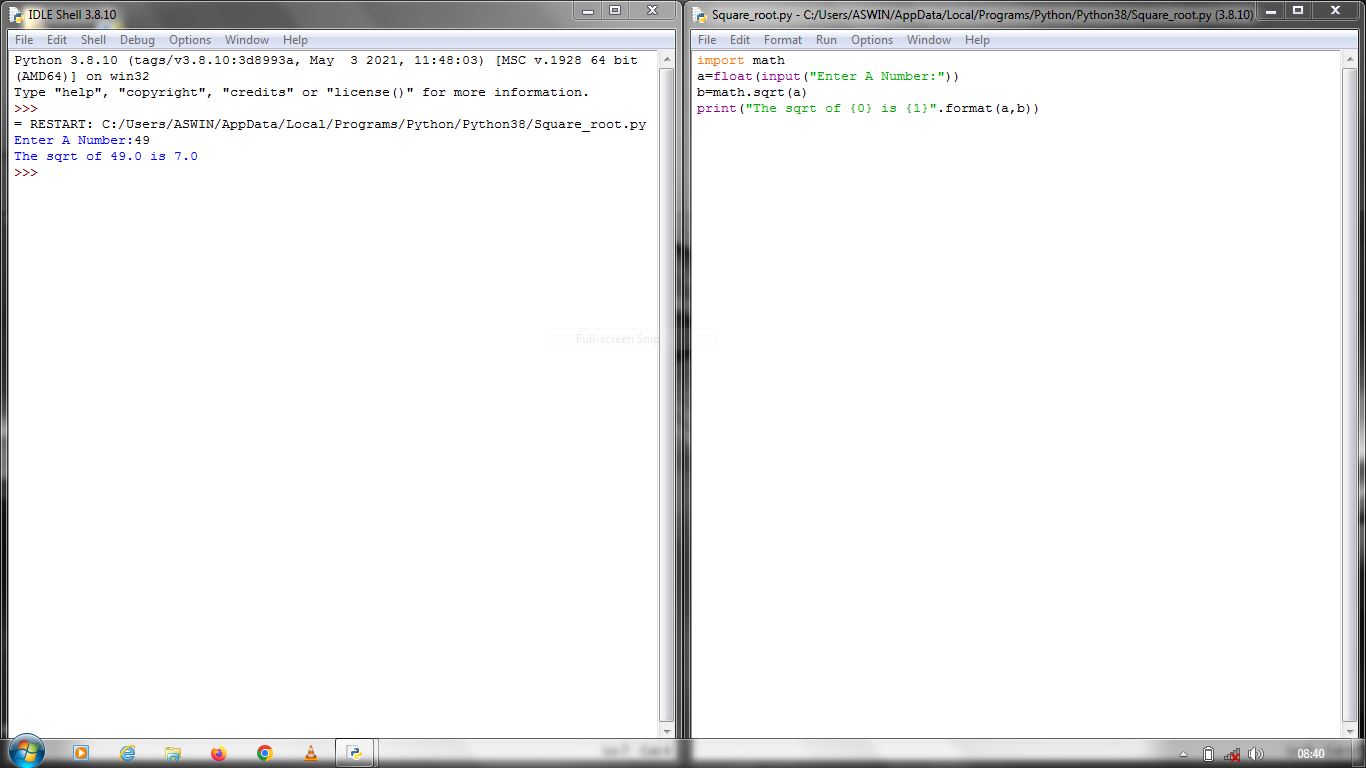 IDLE Shell 3.8.10
File Edit Shell Debug Options Window Help
Python 3.8.10 (tags/v3.8.10:3d8993a, May  3 2021, 11:48:03) [MSC v.1928 64 bit
(AMD64)] on win32
Type "help", "copyright", "credits" or "license()" for more information.
>>>
= RESTART: C:/Users/ASWIN/AppData/Local/Programs/Python/Python38/Square_root.py
Enter A Number:49
The sqrt of 49.0 is 7.0
>>>
Square_root.py - C:/Users/ASWIN/AppData/Local/Programs/Python/Python38/Square_root.py (3.8.10)
File Edit Format Run Options Window Help
import math
a=float(input("Enter A Number:"))
b=math.sqrt(a)
print("The sqrt of {0} is {1}".format(a,b))
Full-screen Snip
08:40